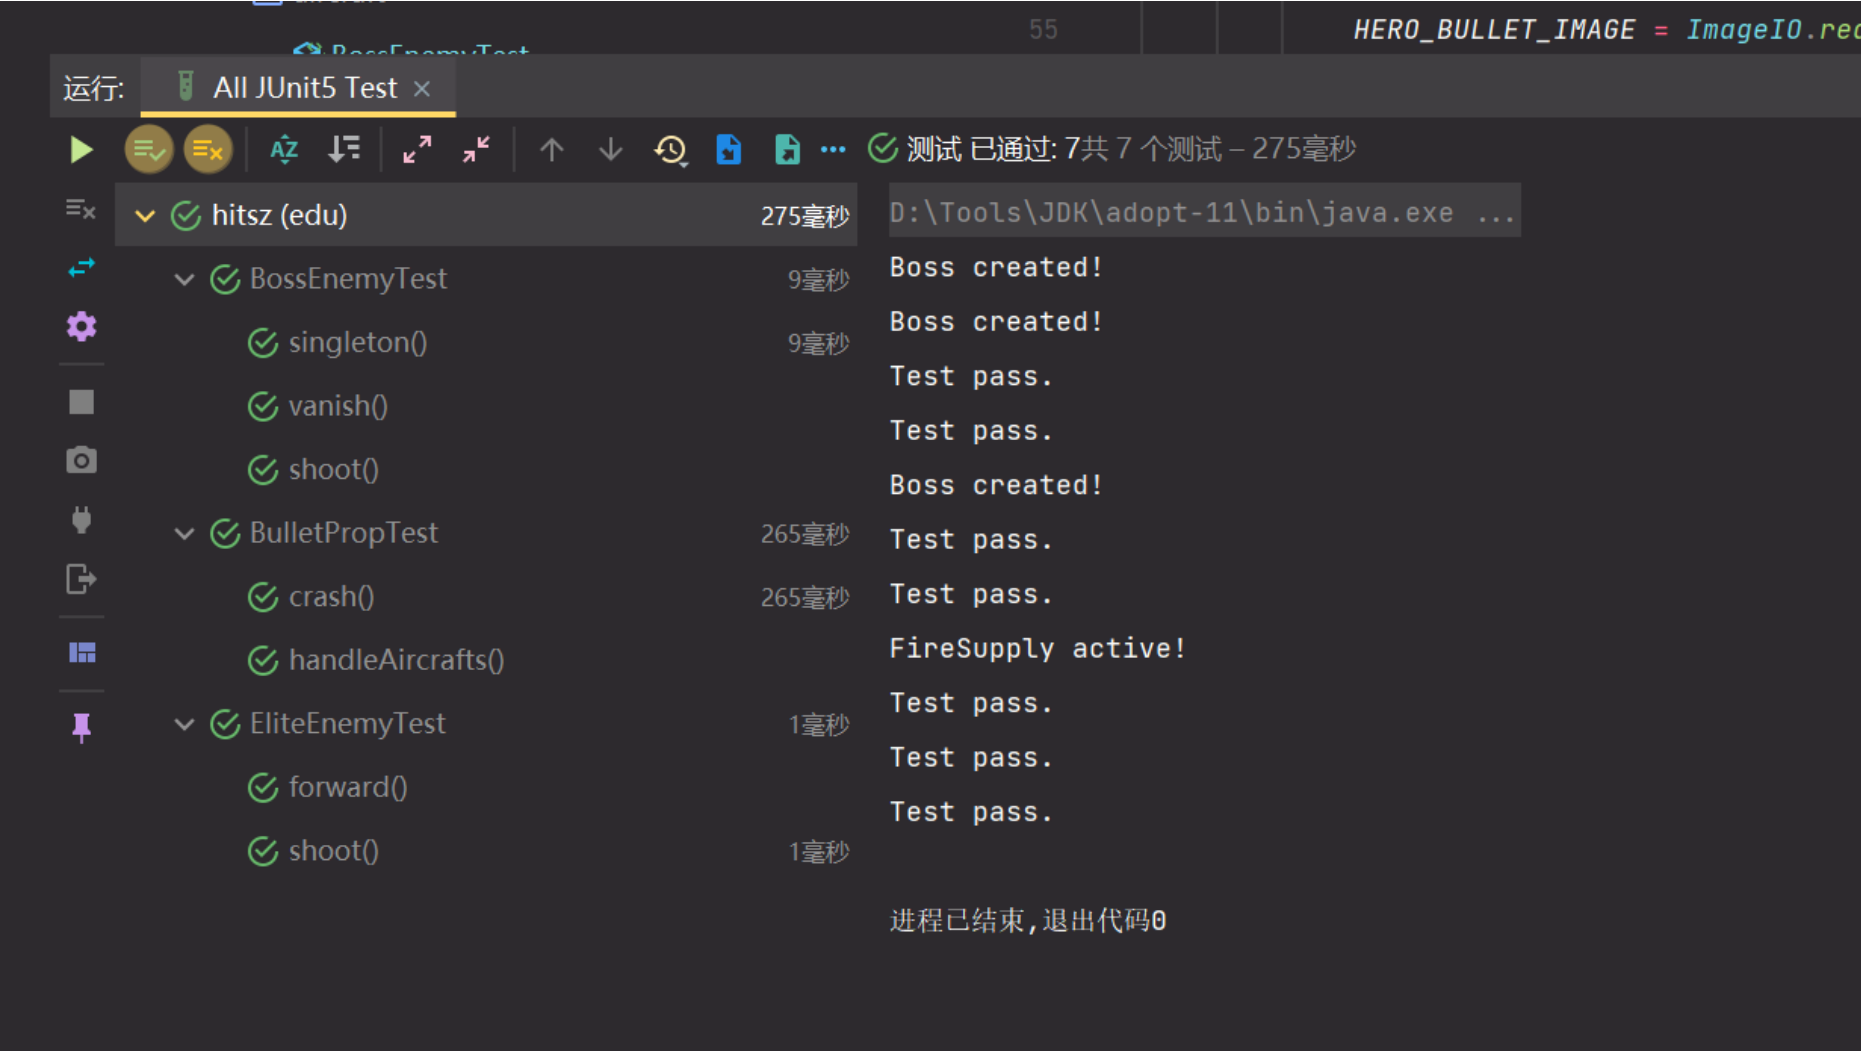 55
HERO_BULLET_IMAGE = ImageIO.rea
BossEnemyTest
运行:
All JUnit5 Test
测试 已通过: 7共 7 个测试 – 275毫秒
hitsz (edu) 275毫秒
D:\Tools\JDK\adopt-11\bin\java.exe ...
BossEnemyTest 9毫秒
singleton() 9毫秒
vanish()
shoot()
BulletPropTest 265毫秒
crash() 265毫秒
handleAircrafts()
EliteEnemyTest 1毫秒
forward()
shoot() 1毫秒
Boss created!
Boss created!
Test pass.
Test pass.
Boss created!
Test pass.
Test pass.
FireSupply active!
Test pass.
Test pass.
Test pass.
进程已结束,退出代码0